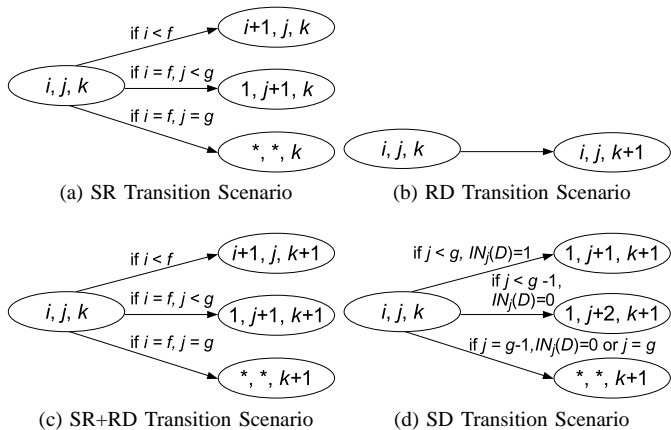 i, j, k
if i < f
i+1, j, k
if i = f, j < g
1, j+1, k
if i = f, j = g
*, *, k
(a) SR Transition Scenario
i, j, k
i, j, k+1
(b) RD Transition Scenario
i, j, k
if i < f
i+1, j, k+1
if i = f, j < g
1, j+1, k+1
if i = f, j = g
*, *, k+1
(c) SR+RD Transition Scenario
i, j, k
if j < g, INj(D)=1
1, j+1, k+1
if j < g -1,
INj(D)=0
1, j+2, k+1
if j = g-1,INj(D)=0 or j = g
*, *, k+1
(d) SD Transition Scenario